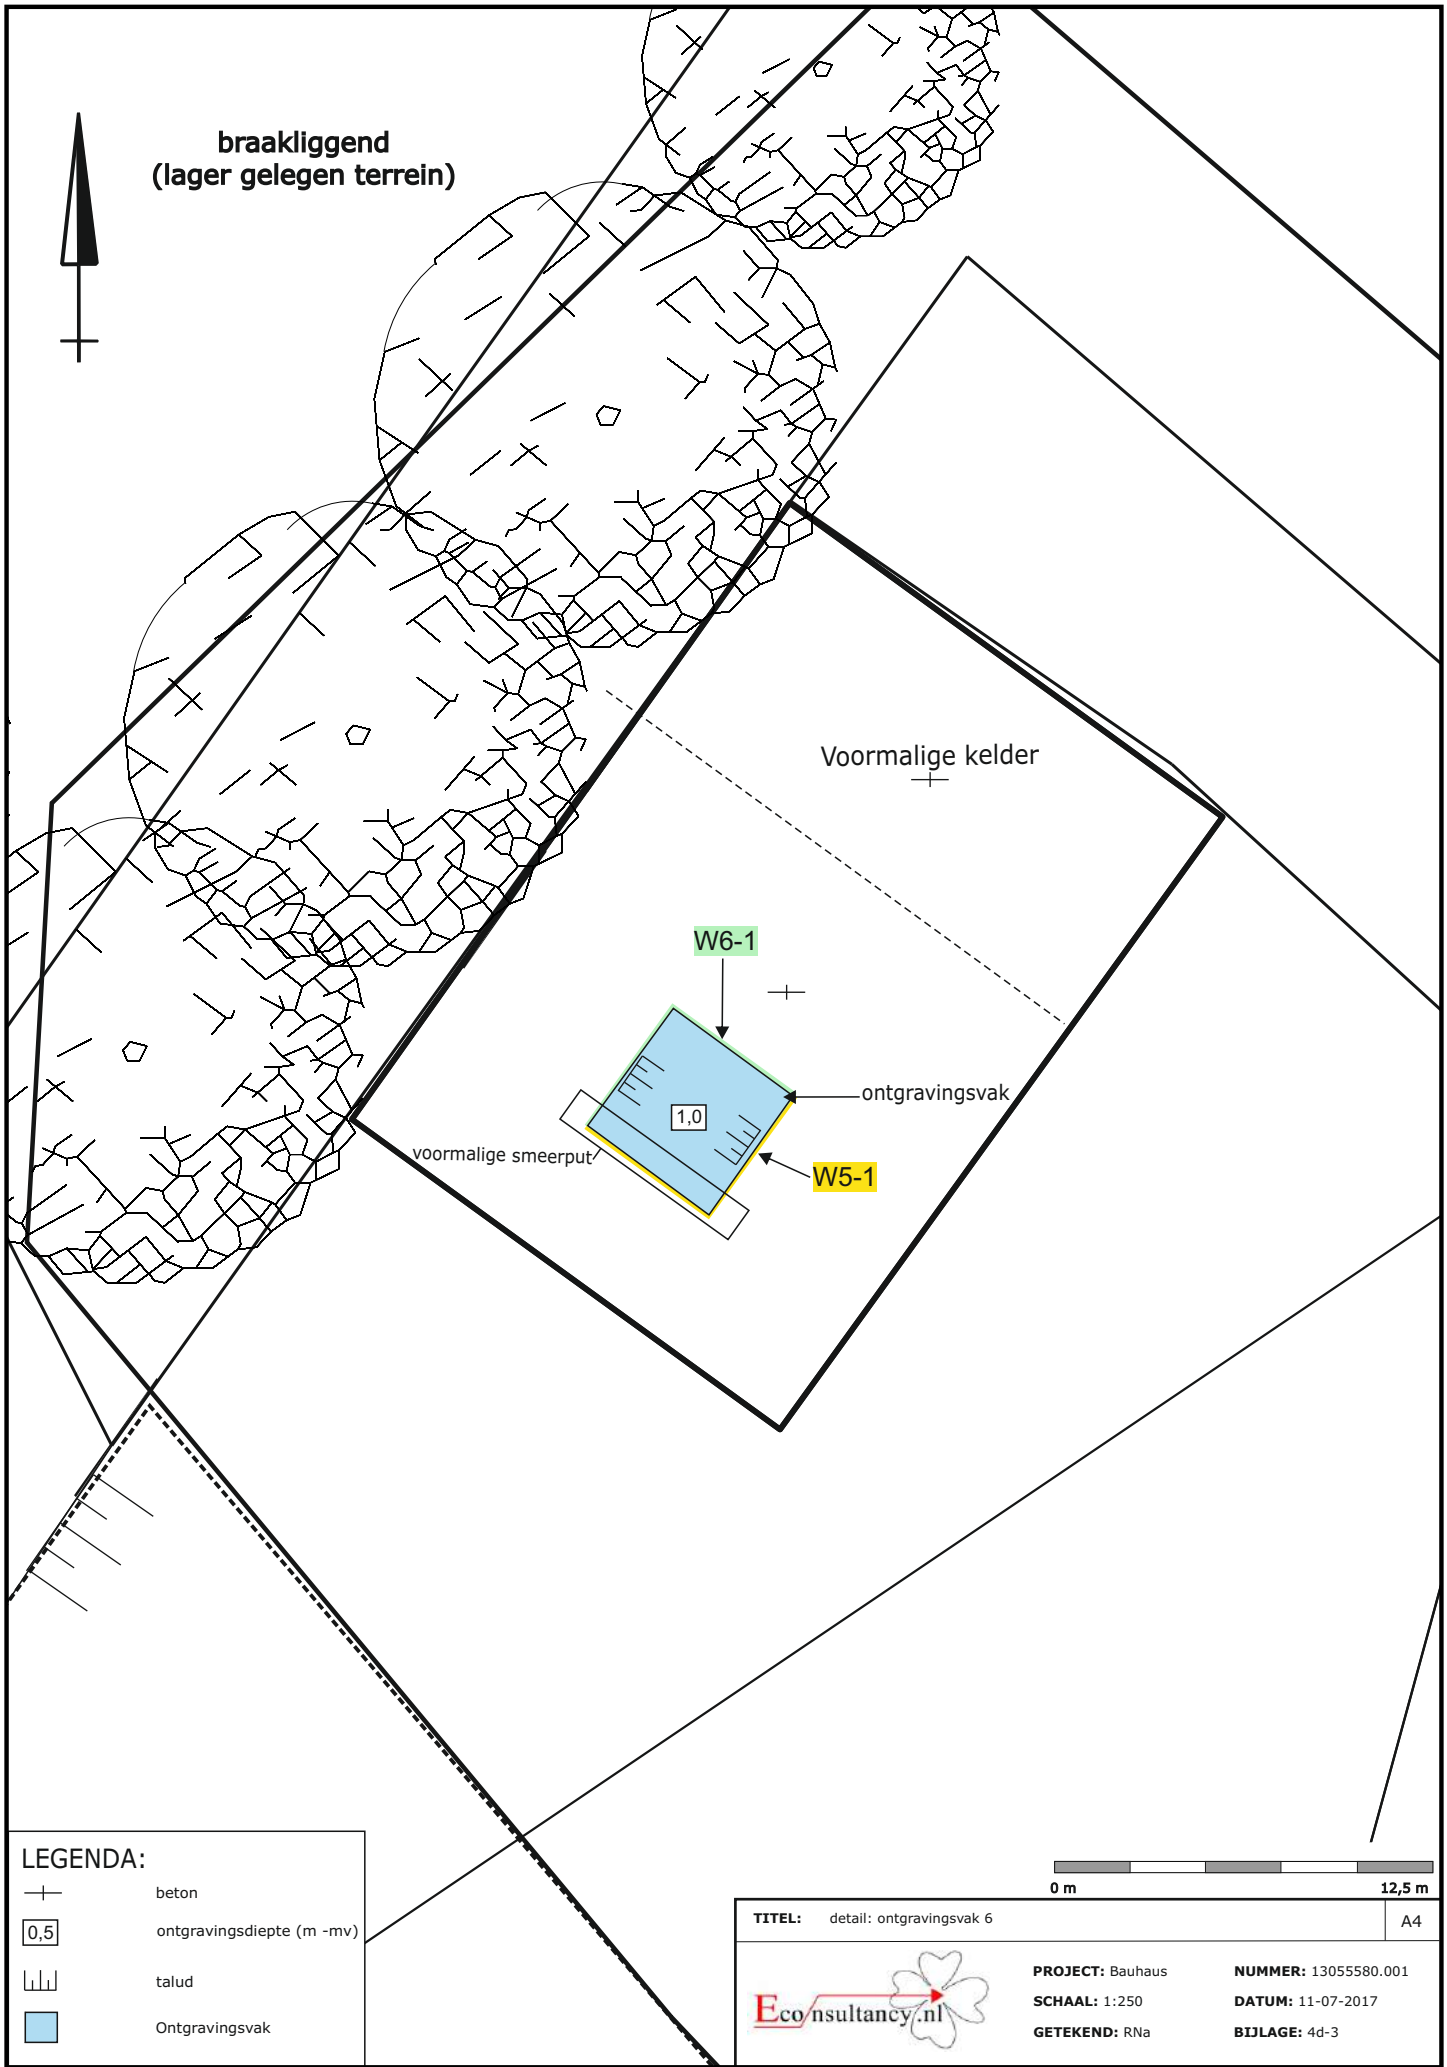 braakliggend
(lager gelegen terrein)
Voormalige kelder
W6-1
ontgravingsvak
1,0
voormalige smeerput
W5-1
LEGENDA:
beton
0,5 ontgravingsdiepte (m -mv)
talud
Ontgravingsvak
0 m 12,5 m
TITEL: detail: ontgravingsvak 6 A4
Econsultancy.nl
PROJECT: Bauhaus NUMMER: 13055580.001
SCHAAL: 1:250 DATUM: 11-07-2017
GETEKEND: RNa BIJLAGE: 4d-3